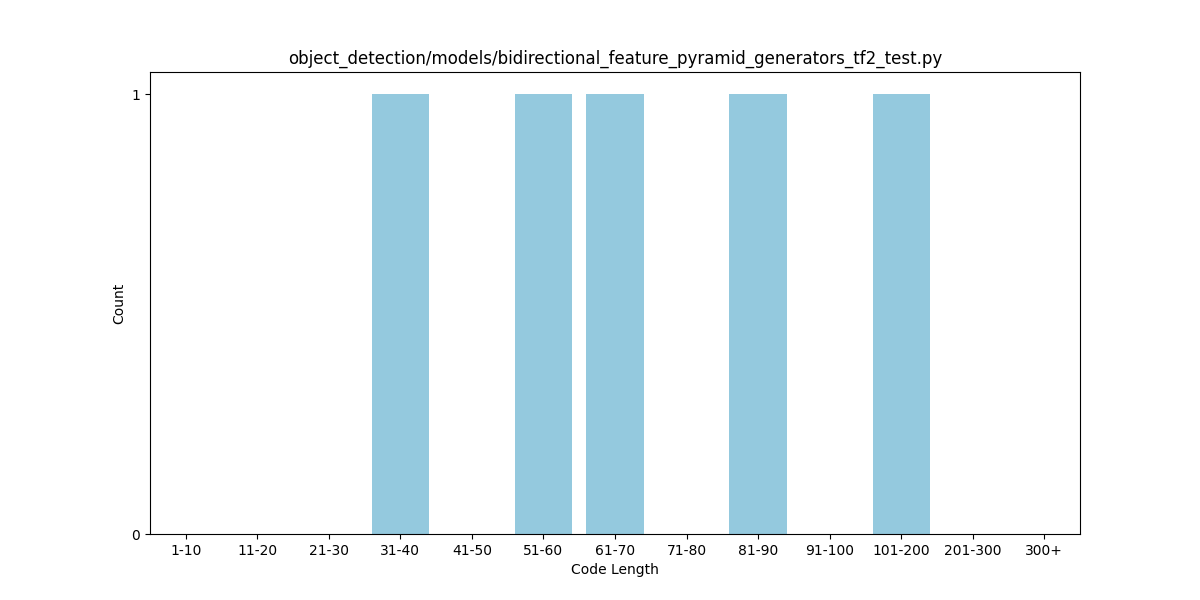 object_detection/models/bidirectional_feature_pyramid_generators_tf2_test.py
1
Count
0
1-10 11-20 21-30 31-40 41-50 51-60 61-70 71-80 81-90 91-100 101-200 201-300 300+
Code Length